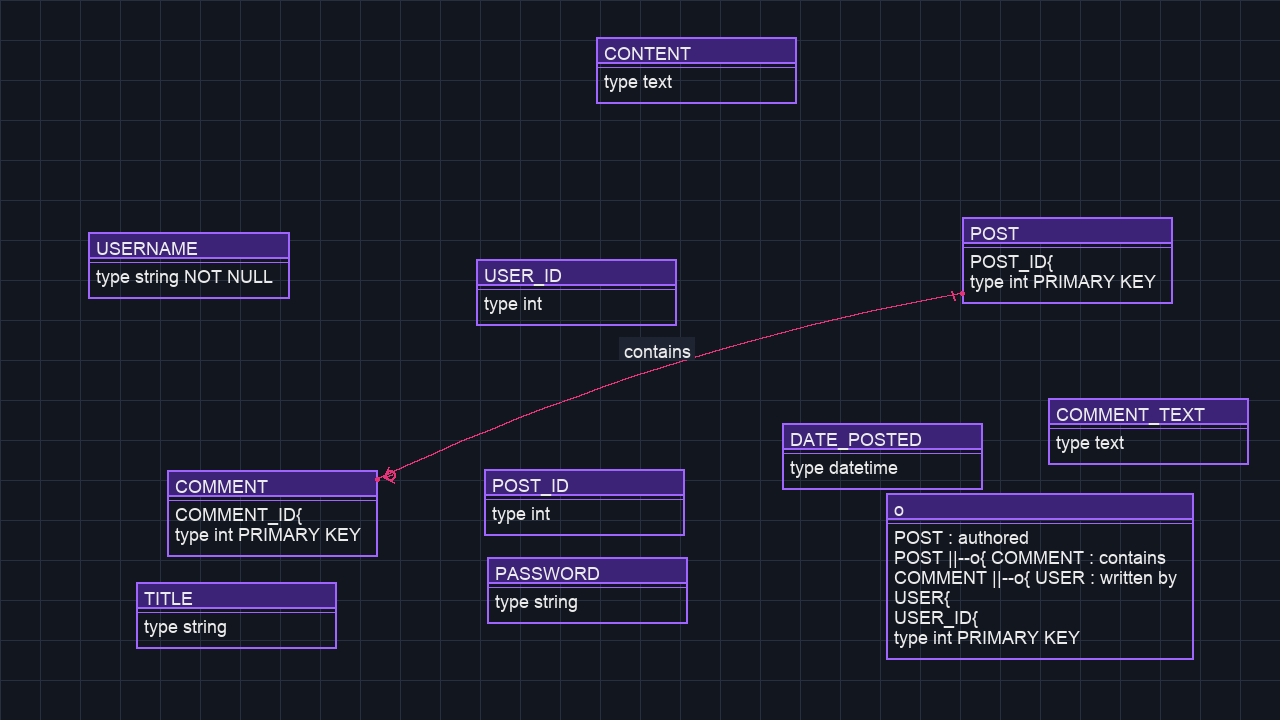 CONTENT
type text
USERNAME
type string NOT NULL
USER_ID
type int
POST
POST_ID{
type int PRIMARY KEY
contains
COMMENT
COMMENT_ID{
type int PRIMARY KEY
POST_ID
type int
DATE_POSTED
type datetime
COMMENT_TEXT
type text
TITLE
type string
PASSWORD
type string
o
POST : authored
POST ||--o{ COMMENT : contains
COMMENT ||--o{ USER : written by
USER{
USER_ID{
type int PRIMARY KEY